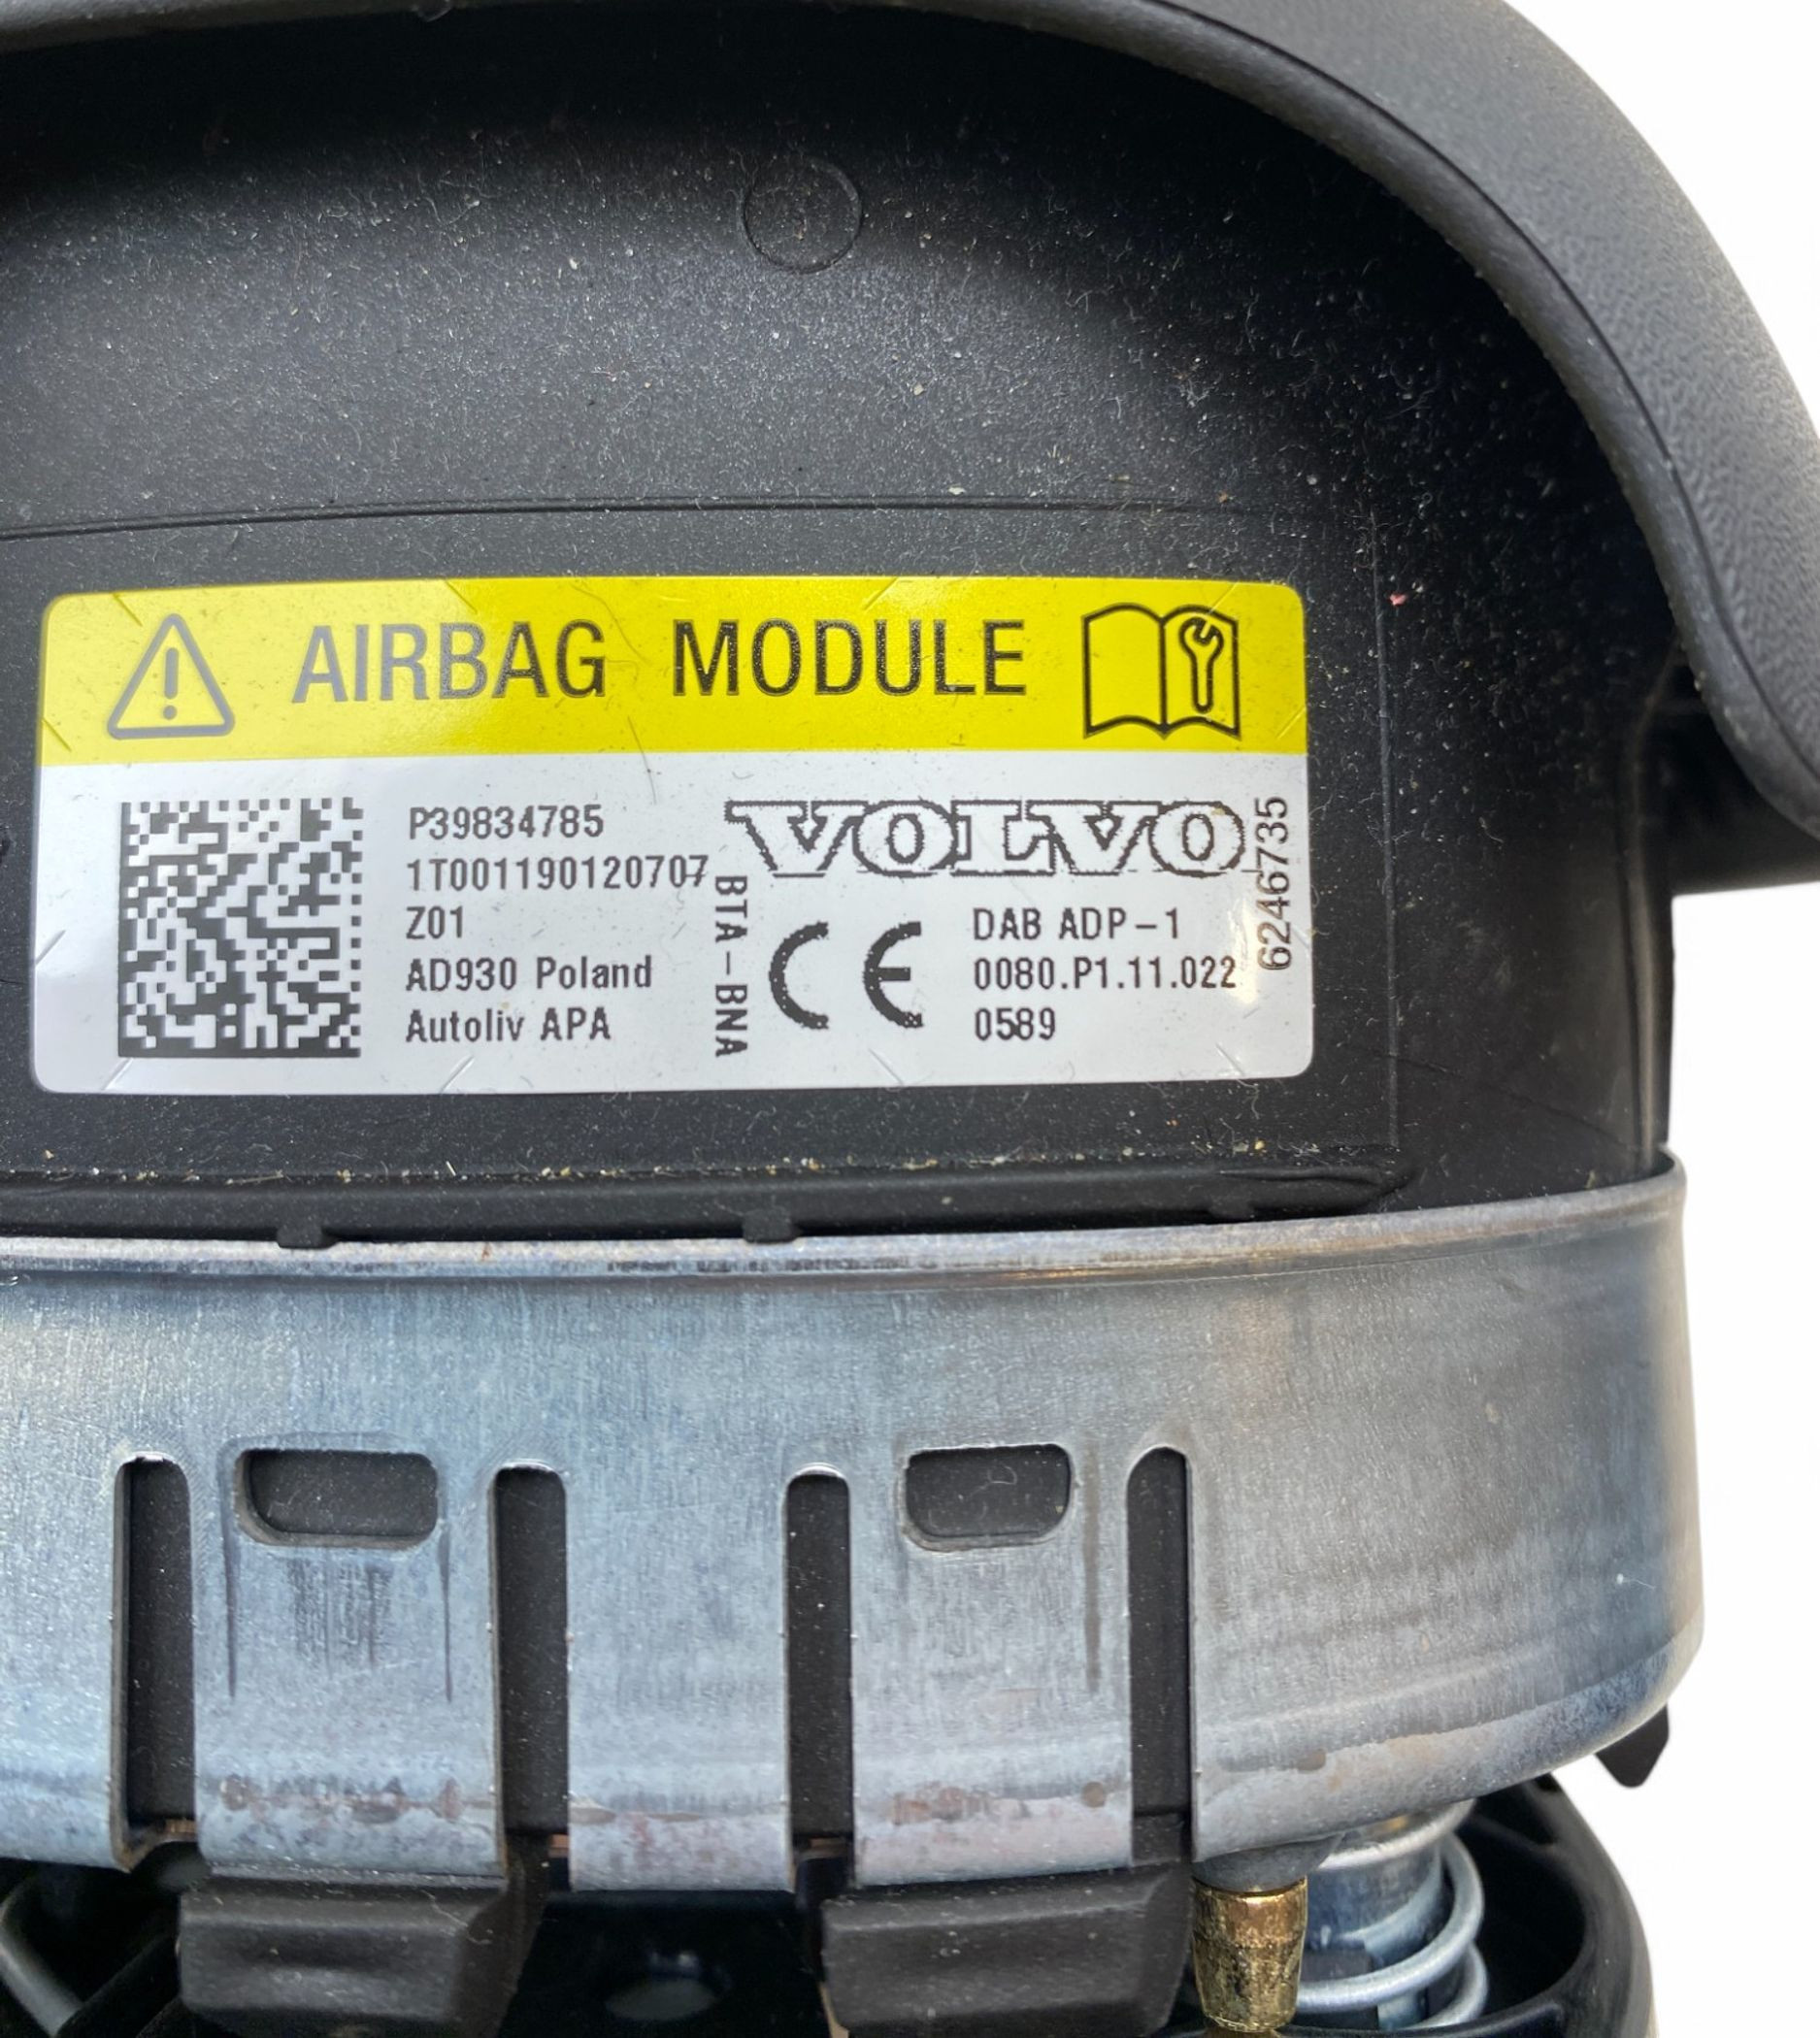 AIRBAG MODULE
P39834785
1T001190120707
Z01
AD930 Poland
Autoliv APA
BTA-BNA
VOLVO
CE
DAB ADP-1
0080.P1.11.022
0589
6246735